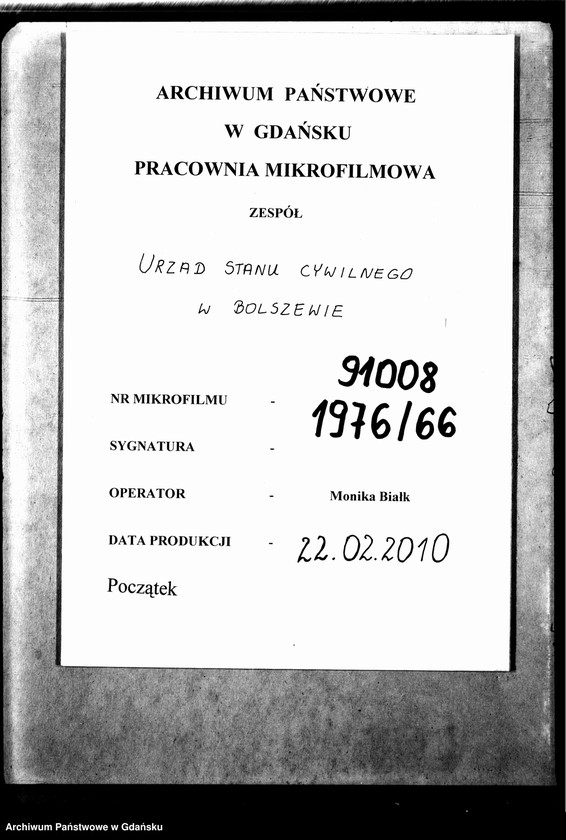 ARCHIWUM PAŃSTWOWE
W GDAŃSKU
PRACOWNIA MIKROFILMOWA
ZESPÓŁ
URZAD STANU CYWILNEGO
W BOLSZEWIE
NR MIKROFILMU - 91008
SYGNATURA - 1976/66
OPERATOR - Monika Białk
DATA PRODUKCJI - 22.02.2010
Początek
Archiwum Państwowe w Gdańsku